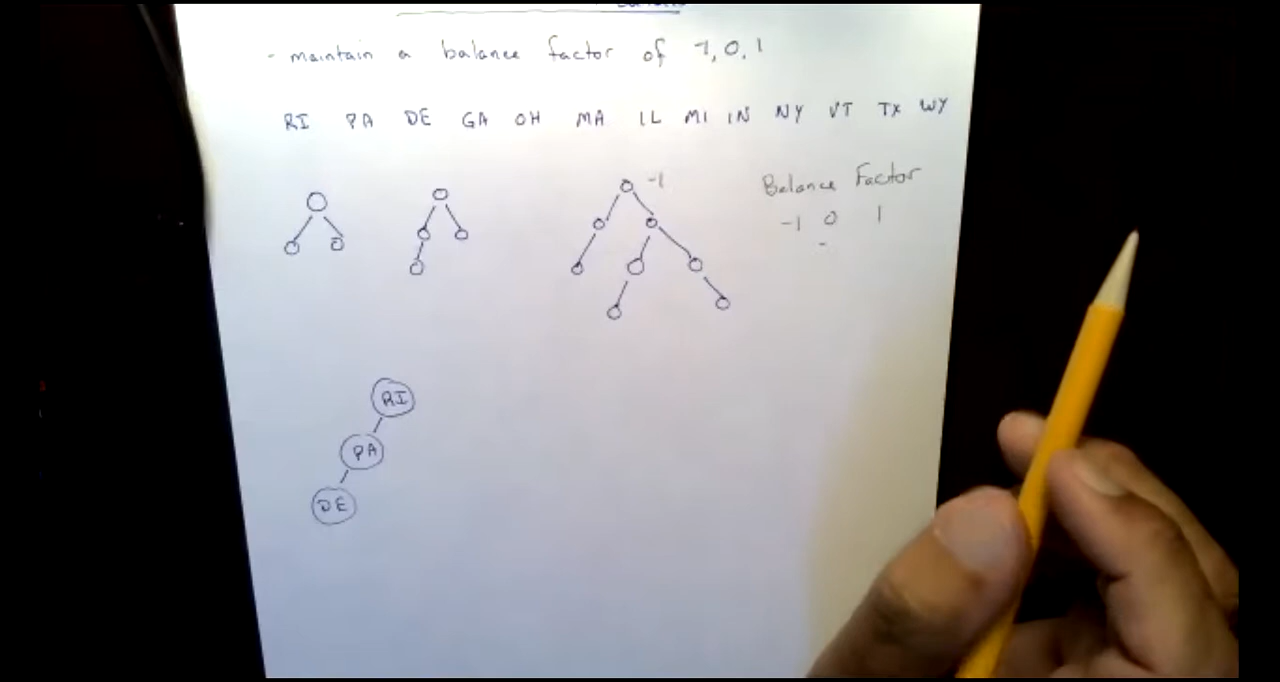 - maintain a balance factor of -1, 0, 1
RI PA DE GA OH MA IL MI IN NY VT TX WY
-1
Balance Factor
-1 0 1
RI
PA
DE